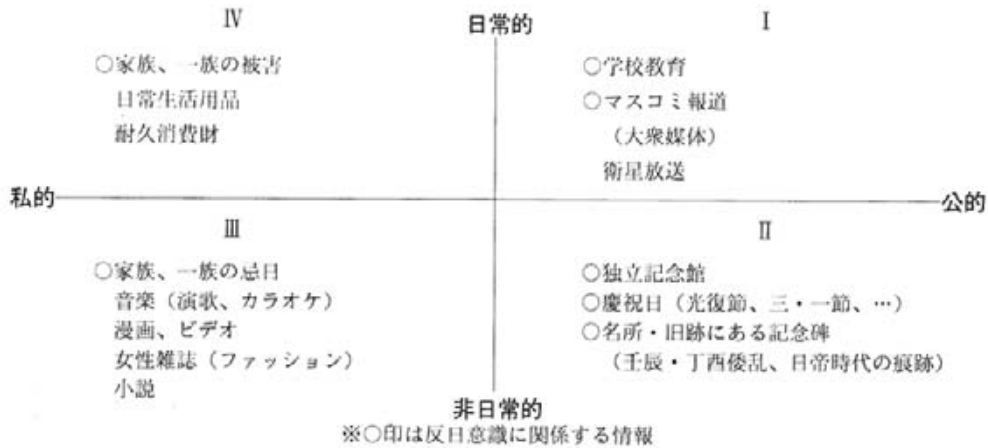 Ⅳ
日常的
Ⅰ
○家族、一族の被害
日常生活用品
耐久消費財
○学校教育
○マスコミ報道
（大衆媒体）
衛星放送
私的
公的
Ⅲ
Ⅱ
○家族、一族の忌日
音楽（演歌、カラオケ）
漫画、ビデオ
女性雑誌（ファッション）
小説
○独立記念館
○慶祝日（光復節、三・一節、…）
○名所・旧跡にある記念碑
（壬辰・丁酉倭乱、日帝時代の痕跡）
非日常的
※○印は反日意識に関係する情報